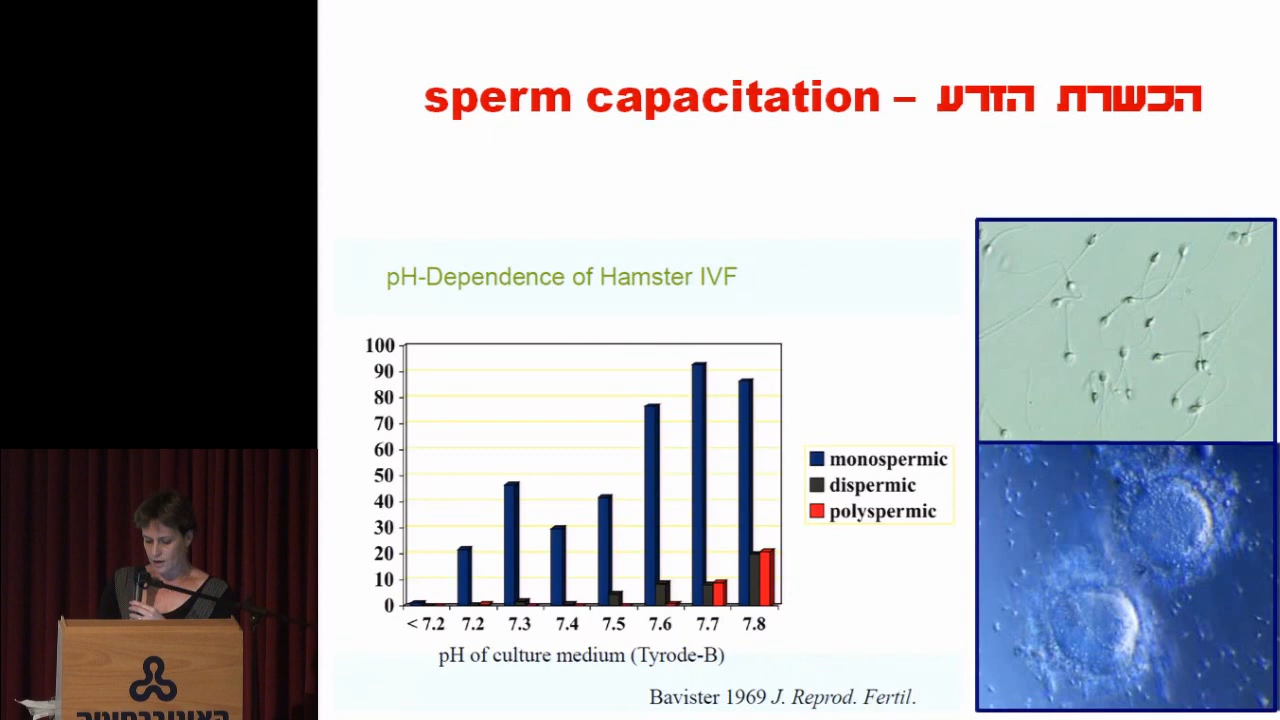 sperm capacitation – הכשרת הזרע
pH-Dependence of Hamster IVF
100
90
80
70
60
50
40
30
20
10
0
< 7.2 7.2 7.3 7.4 7.5 7.6 7.7 7.8
pH of culture medium (Tyrode-B)
monospermic
dispermic
polyspermic
Bavister 1969 J. Reprod. Fertil.
האוניברסיטה